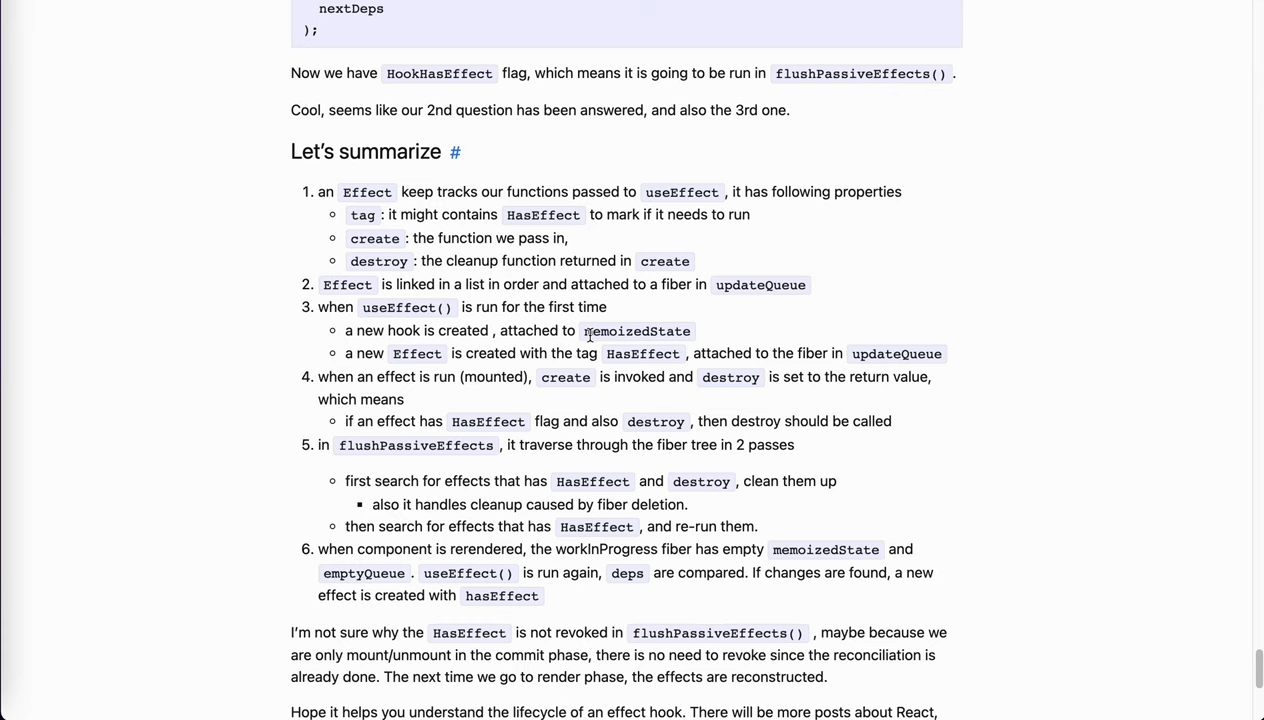 nextDeps
);
Now we have HookHasEffect flag, which means it is going to be run in flushPassiveEffects() .
Cool, seems like our 2nd question has been answered, and also the 3rd one.
Let’s summarize #
1. an Effect keep tracks our functions passed to useEffect , it has following properties
◦ tag : it might contains HasEffect to mark if it needs to run
◦ create : the function we pass in,
◦ destroy : the cleanup function returned in create
2. Effect is linked in a list in order and attached to a fiber in updateQueue
3. when useEffect() is run for the first time
◦ a new hook is created , attached to memoizedState
◦ a new Effect is created with the tag HasEffect , attached to the fiber in updateQueue
4. when an effect is run (mounted), create is invoked and destroy is set to the return value,
which means
◦ if an effect has HasEffect flag and also destroy , then destroy should be called
5. in flushPassiveEffects , it traverse through the fiber tree in 2 passes
◦ first search for effects that has HasEffect and destroy , clean them up
▪ also it handles cleanup caused by fiber deletion.
◦ then search for effects that has HasEffect , and re-run them.
6. when component is rerendered, the workInProgress fiber has empty memoizedState and
emptyQueue . useEffect() is run again, deps are compared. If changes are found, a new
effect is created with hasEffect
I’m not sure why the HasEffect is not revoked in flushPassiveEffects() , maybe because we
are only mount/unmount in the commit phase, there is no need to revoke since the reconciliation is
already done. The next time we go to render phase, the effects are reconstructed.
Hope it helps you understand the lifecycle of an effect hook. There will be more posts about React,